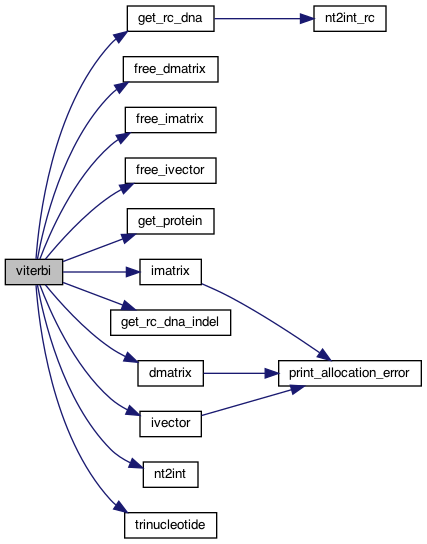 get_rc_dna
nt2int_rc
free_dmatrix
free_imatrix
free_ivector
get_protein
viterbi
imatrix
get_rc_dna_indel
dmatrix
print_allocation_error
ivector
nt2int
trinucleotide